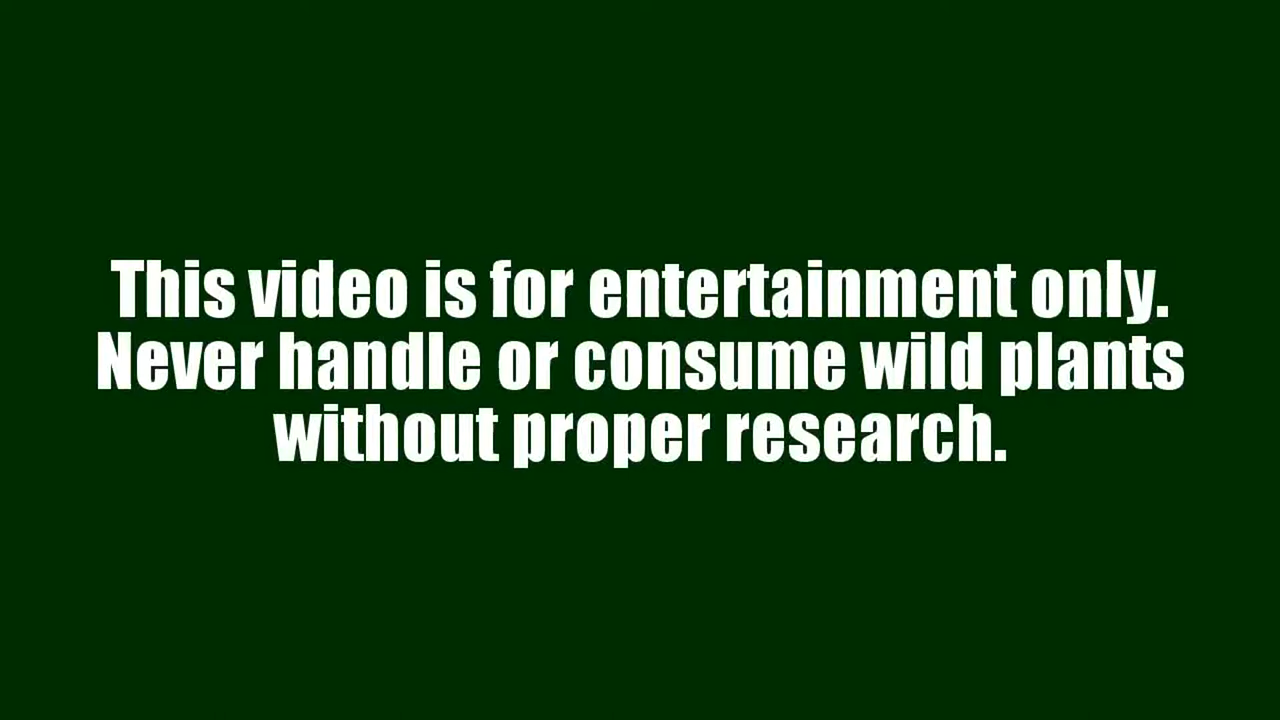 This video is for entertainment only.
Never handle or consume wild plants
without proper research.